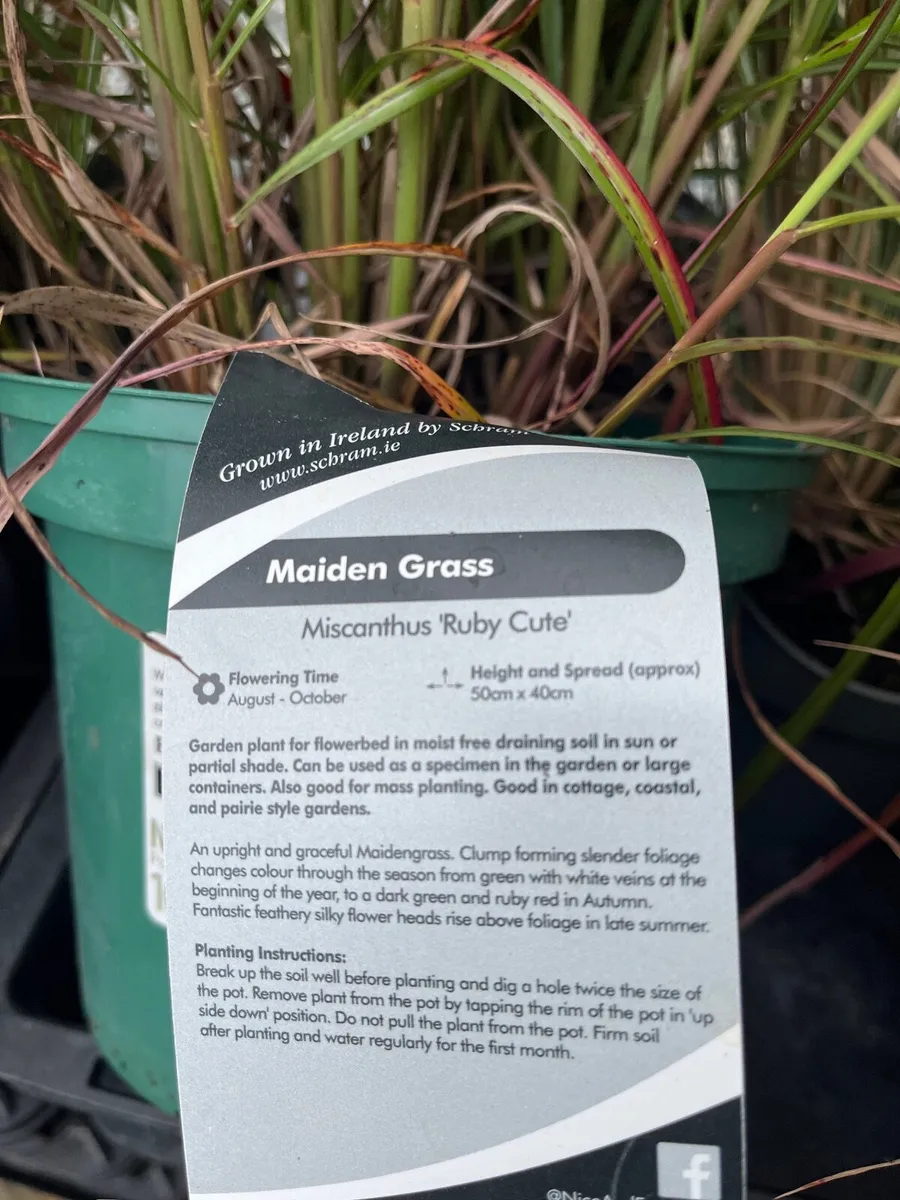 Grown in Ireland by Schram
www.schram.ie
Maiden Grass
Miscanthus 'Ruby Cute'
Flowering Time
August - October
Height and Spread (approx)
50cm x 40cm
Garden plant for flowerbed in moist free draining soil in sun or
partial shade. Can be used as a specimen in the garden or large
containers. Also good for mass planting. Good in cottage, coastal,
and pairie style gardens.
An upright and graceful Maidengrass. Clump forming slender foliage
changes colour through the season from green with white veins at the
beginning of the year, to a dark green and ruby red in Autumn.
Fantastic feathery silky flower heads rise above foliage in late summer.
Planting Instructions:
Break up the soil well before planting and dig a hole twice the size of
the pot. Remove plant from the pot by tapping the rim of the pot in 'up
side down' position. Do not pull the plant from the pot. Firm soil
after planting and water regularly for the first month.
f